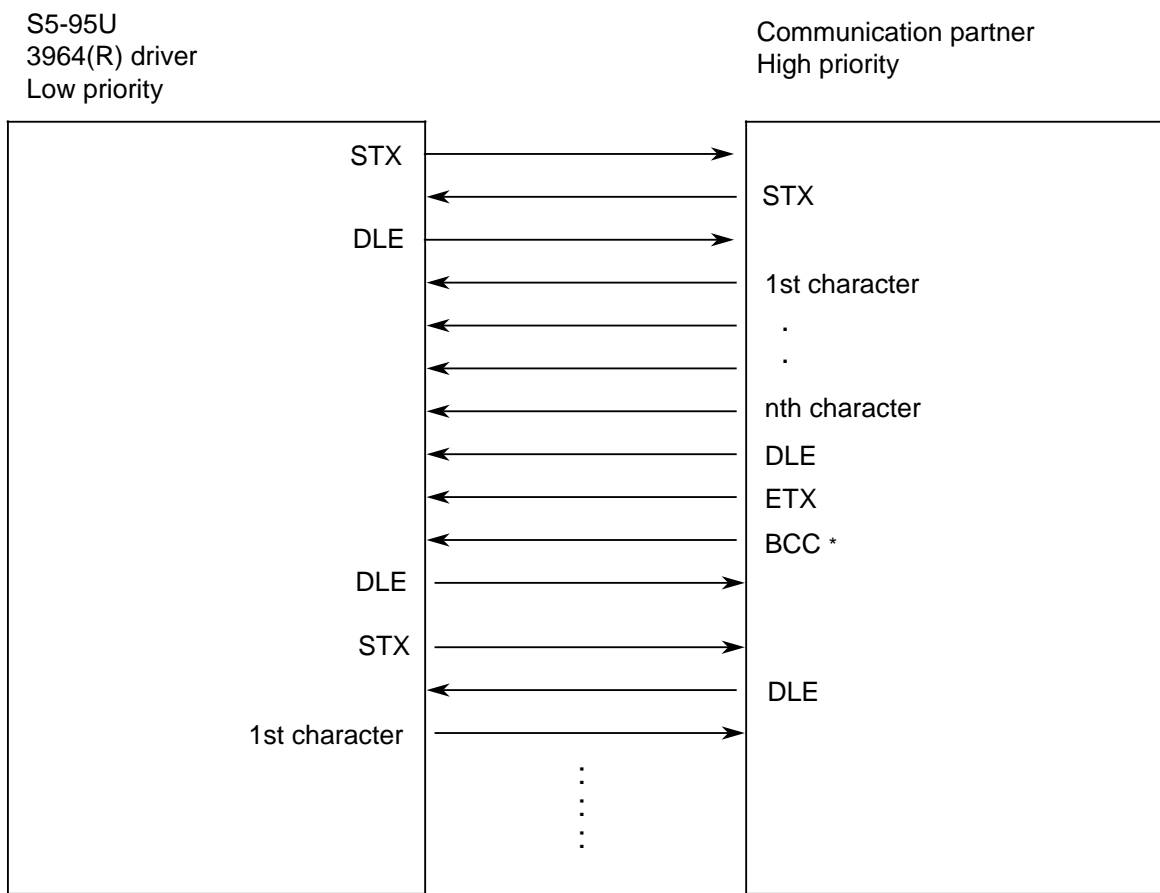 S5-95U
3964(R) driver
Low priority
Communication partner
High priority
STX
STX
DLE
1st character
.
.
nth character
DLE
ETX
BCC *
DLE
STX
DLE
1st character
.
.
.
.
.